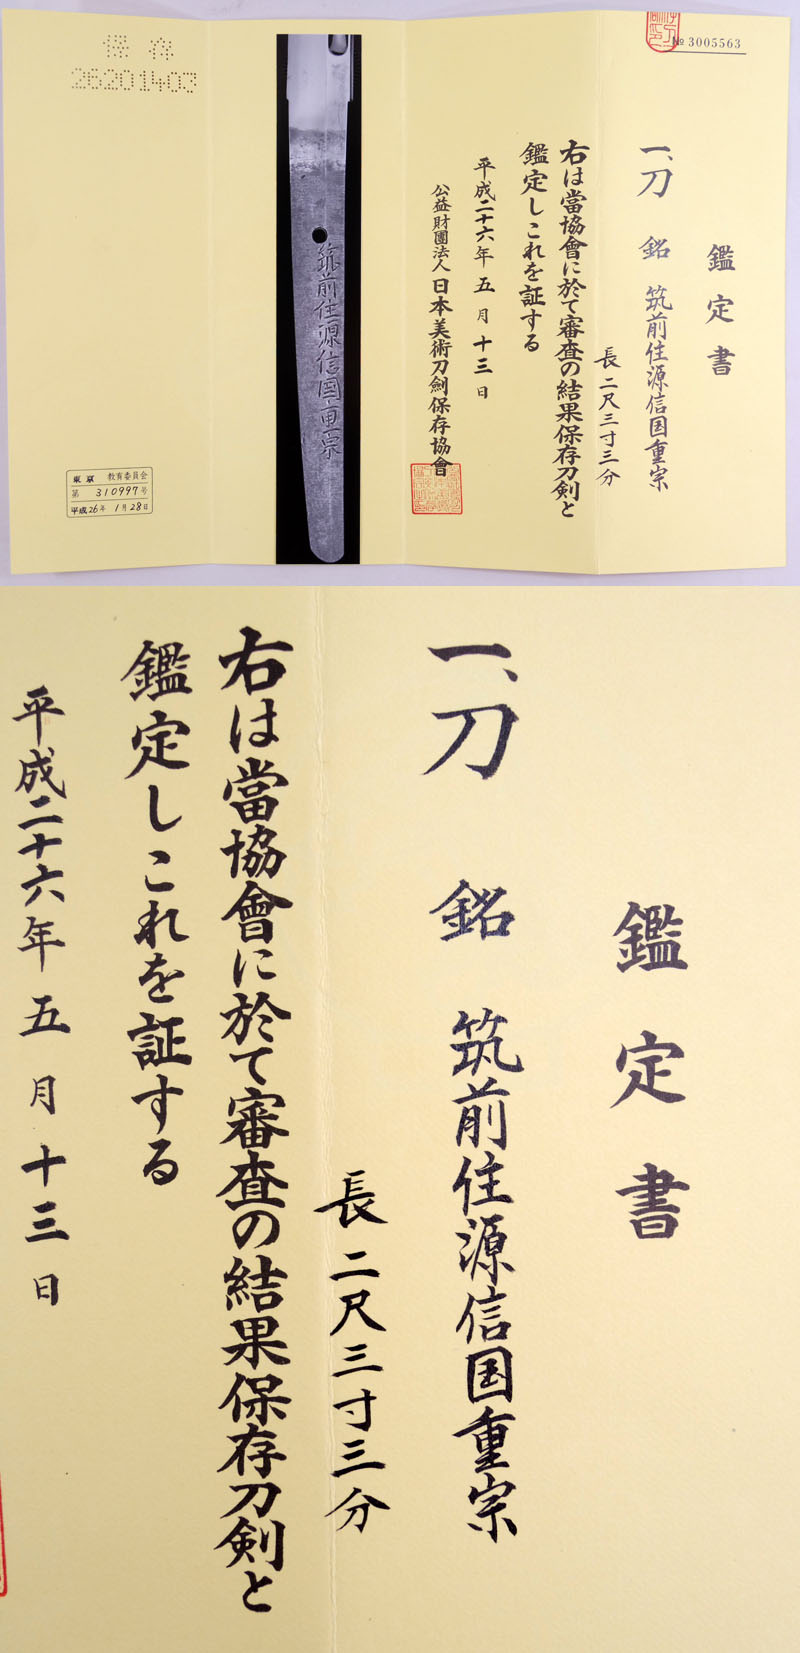 № 3005563
鑑定書
一、刀 銘 筑前住源信国重宗
長二尺三寸三分
右は當協會に於て審査の結果保存刀剣と
鑑定しこれを証する
平成二十六年五月十三日
公益財團法人日本美術刀劍保存協會
筑前住源信国重宗
保存
26201403
東京 教育委員会
第 310997号
平成26年 1月28日
鑑定書
一、刀 銘 筑前住源信国重宗
長二尺三寸三分
右は當協會に於て審査の結果保存刀剣と
鑑定しこれを証する
平成二十六年五月十三日